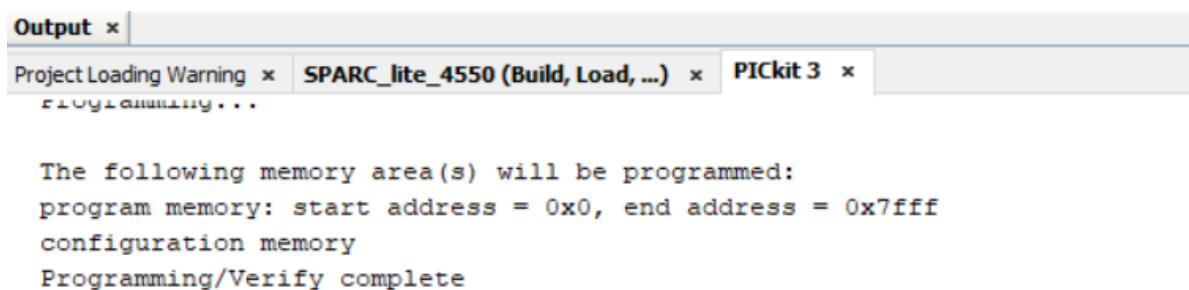 Output ×
Project Loading Warning × SPARC_lite_4550 (Build, Load, ...) × PICkit 3 ×
Programming...
The following memory area(s) will be programmed:
program memory: start address = 0x0, end address = 0x7fff
configuration memory
Programming/Verify complete